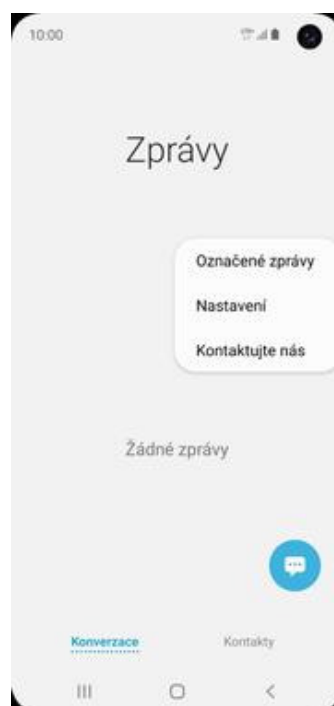 10:00
Zprávy
Označené zprávy
Nastavení
Kontaktujte nás
Žádné zprávy
Konverzace
Kontakty